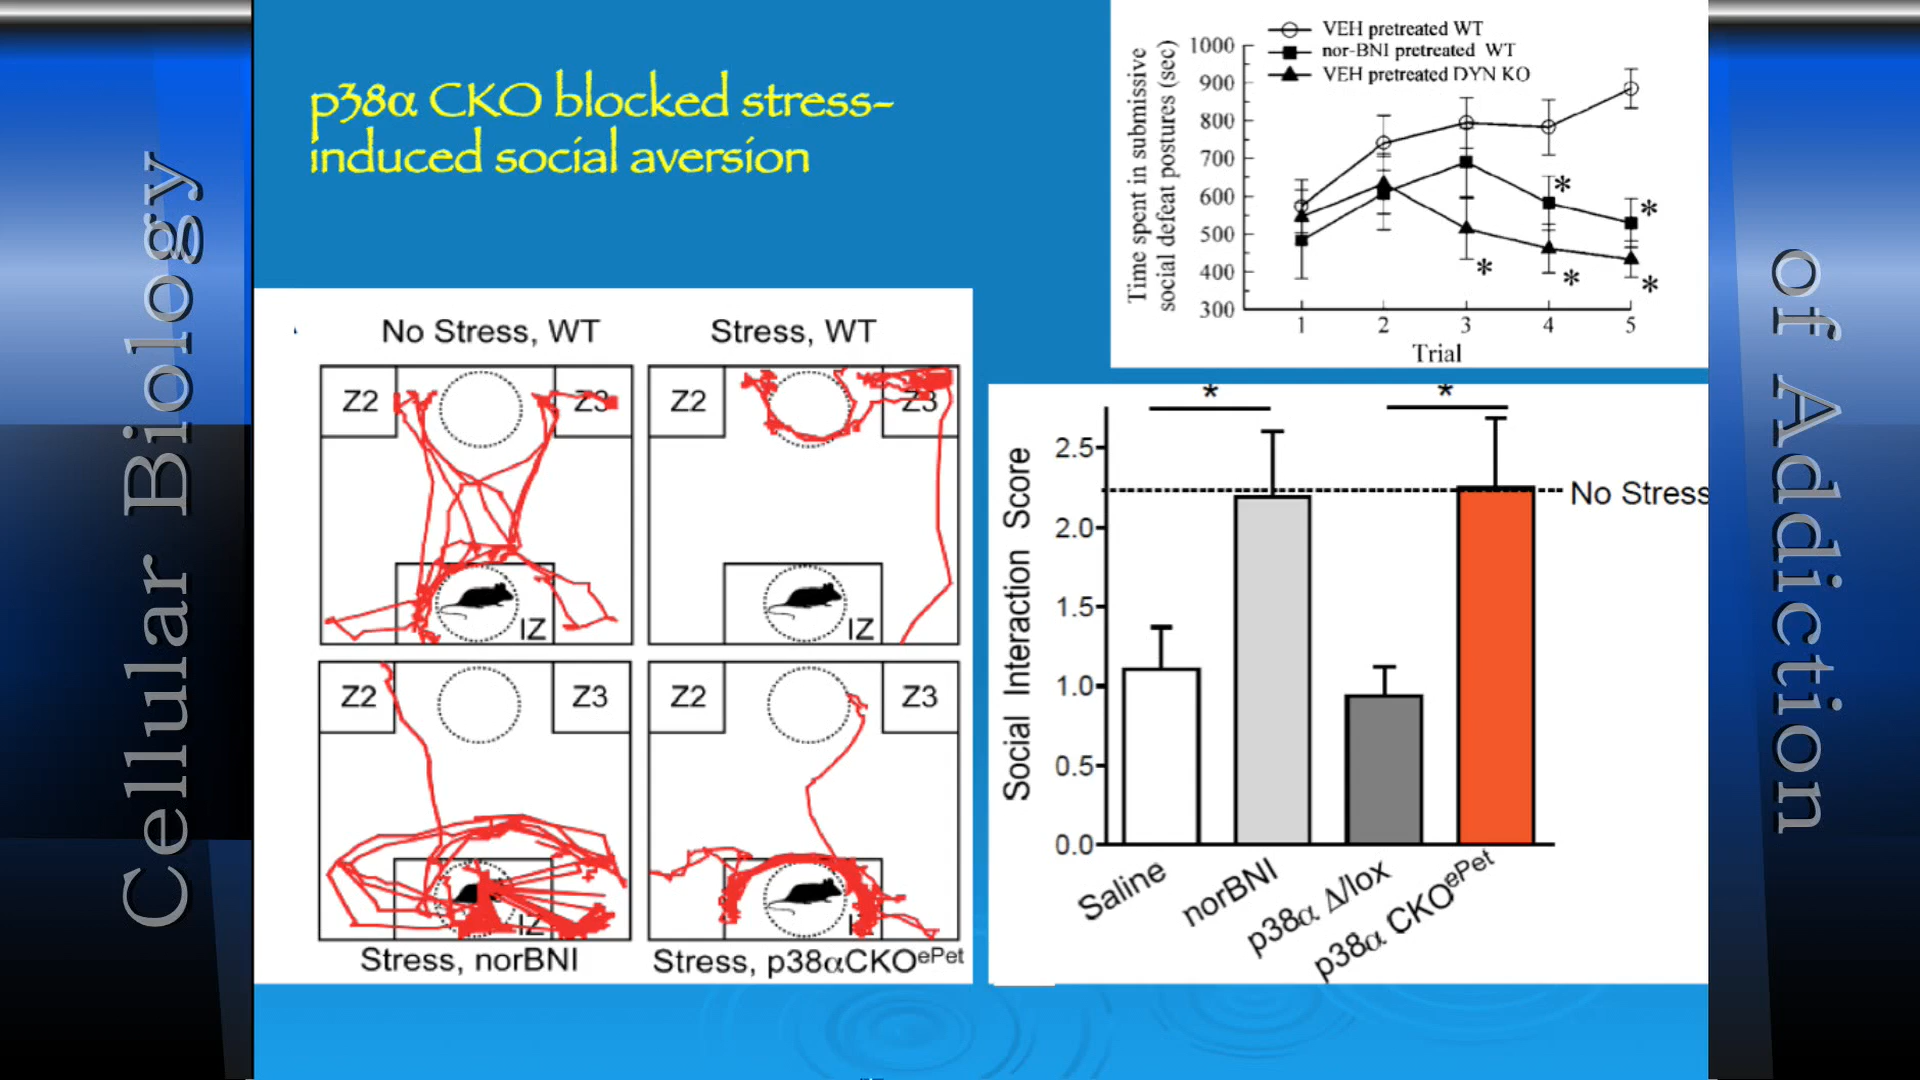 Cellular Biology
p38α CKO blocked stress-
induced social aversion
VEH pretreated WT
nor-BNI pretreated WT
VEH pretreated DYN KO
Time spent in submissive
social defeat postures (sec)
1000
900
800
700
600
500
400
300
*
*
*
*
*
1
2
3
4
5
Trial
No Stress, WT
Stress, WT
Z2
Z3
Z2
Z3
IZ
IZ
Z2
Z3
Z2
Z3
IZ
IZ
Stress, norBNI
Stress, p38αCKOePet
Social Interaction Score
2.5
2.0
1.5
1.0
0.5
0.0
*
*
No Stress
Saline
norBNI
p38α Δ/lox
p38α CKOePet
of Addiction